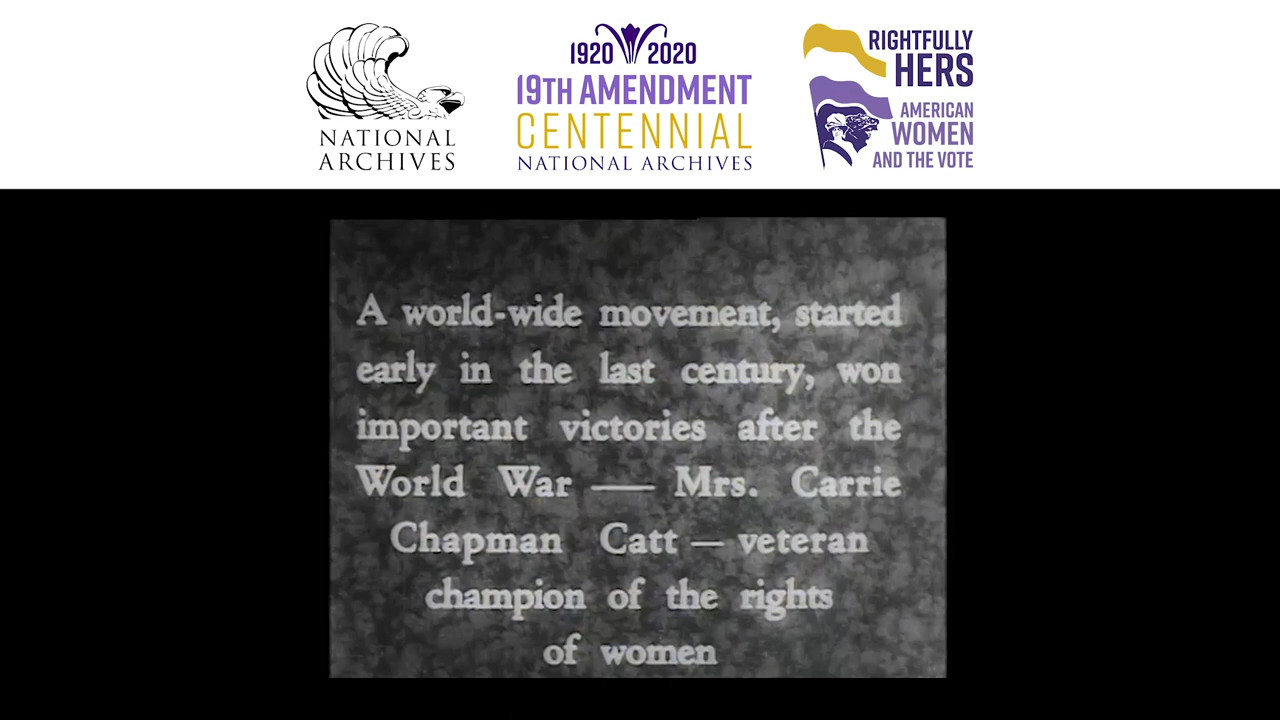 NATIONAL
ARCHIVES
1920 2020
19TH AMENDMENT
CENTENNIAL
NATIONAL ARCHIVES
RIGHTFULLY
HERS
AMERICAN
WOMEN
AND THE VOTE
A world-wide movement, started
early in the last century, won
important victories after the
World War — Mrs. Carrie
Chapman Catt — veteran
champion of the rights
of women